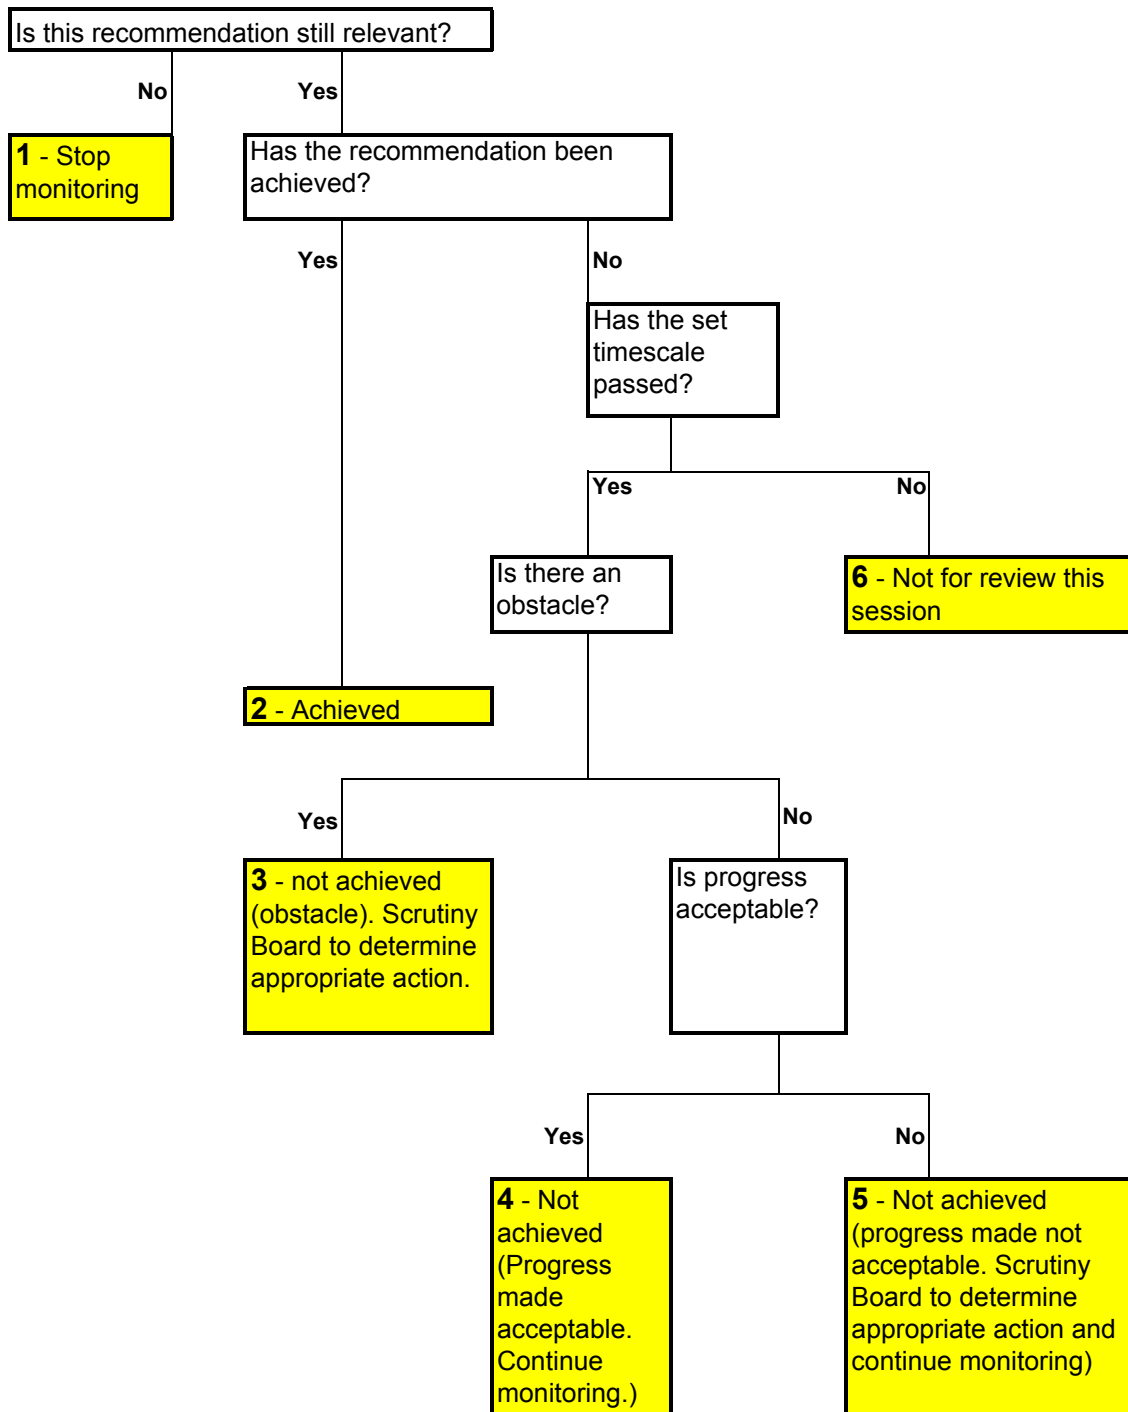 Is this recommendation still relevant?
No
Yes
1 - Stop
monitoring
Has the recommendation been
achieved?
Yes
No
Has the set
timescale
passed?
Yes
No
Is there an
obstacle?
6 - Not for review this
session
2 - Achieved
Yes
No
3 - not achieved
(obstacle). Scrutiny
Board to determine
appropriate action.
Is progress
acceptable?
Yes
No
4 - Not
achieved
(Progress
made
acceptable.
Continue
monitoring.)
5 - Not achieved
(progress made not
acceptable. Scrutiny
Board to determine
appropriate action and
continue monitoring)